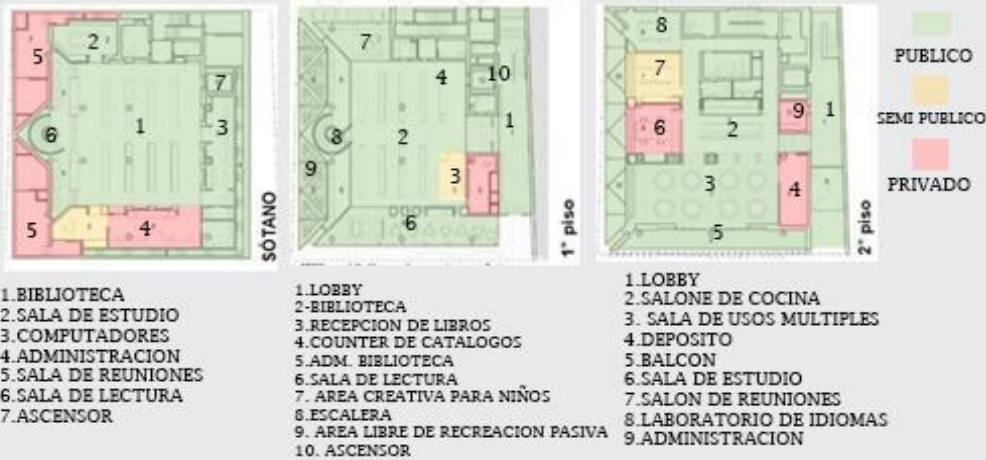 5
2
7
1
3
6
5
4
SÓTANO
7
4
10
1
8
2
9
3
6
1° piso
8
7
9
1
6
2
3
4
5
2° piso
PUBLICO
SEMI PUBLICO
PRIVADO
1.BIBLIOTECA
2.SALA DE ESTUDIO
3.COMPUTADORES
4.ADMINISTRACION
5.SALA DE REUNIONES
6.SALA DE LECTURA
7.ASCENSOR
1.LOBBY
2-BIBLIOTECA
3.RECEPCION DE LIBROS
4.COUNTER DE CATALOGOS
5.ADM. BIBLIOTECA
6.SALA DE LECTURA
7. AREA CREATIVA PARA NIÑOS
8.ESCALERA
9. AREA LIBRE DE RECREACION PASIVA
10. ASCENSOR
1.LOBBY
2.SALONE DE COCINA
3. SALA DE USOS MULTIPLES
4.DEPOSITO
5.BALCON
6.SALA DE ESTUDIO
7.SALON DE REUNIONES
8.LABORATORIO DE IDIOMAS
9.ADMINISTRACION